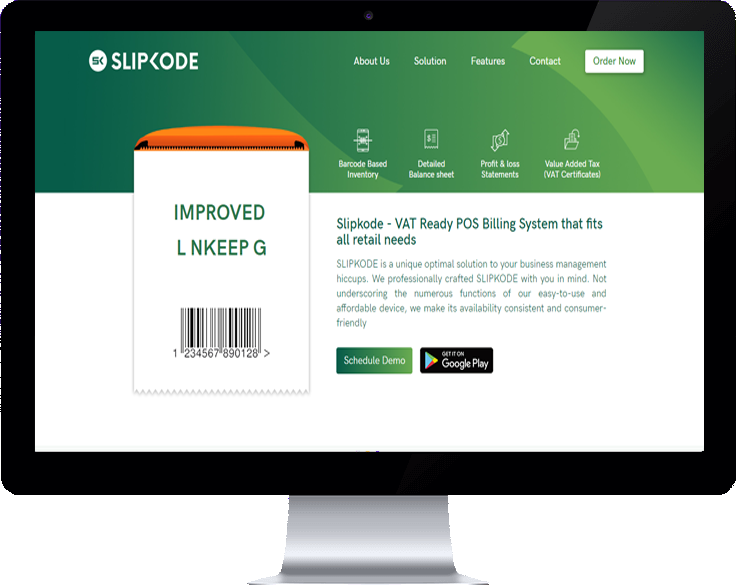 SK SLIPKODE
About Us Solution Features Contact Order Now
Barcode Based
Inventory
Detailed
Balance sheet
Profit & loss
Statements
Value Added Tax
(VAT Certificates)
IMPROVED
L NKEEP G
1 "234567"890128" >
Slipkode - VAT Ready POS Billing System that fits
all retail needs
SLIPKODE is a unique optimal solution to your business management
hiccups. We professionally crafted SLIPKODE with you in mind. Not
underscoring the numerous functions of our easy-to-use and
affordable device, we make its availability consistent and consumer-
friendly
Schedule Demo
GET IT ON
Google Play